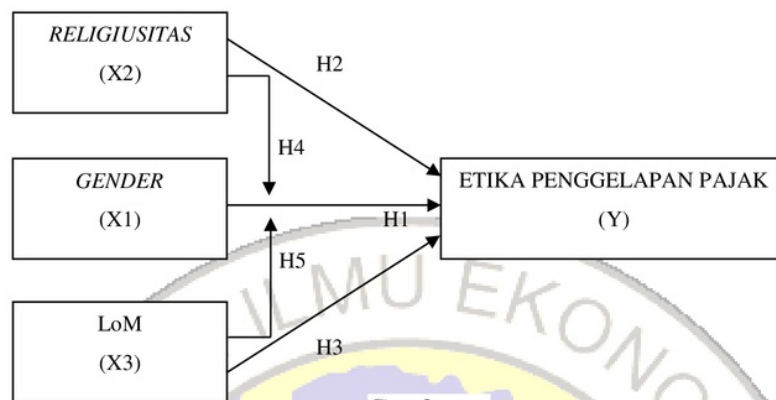 RELIGIUSITAS
(X2)
H2
H4
GENDER
(X1)
H1
ETIKA PENGGELAPAN PAJAK
(Y)
H5
LoM
(X3)
H3
ILMU EKONO